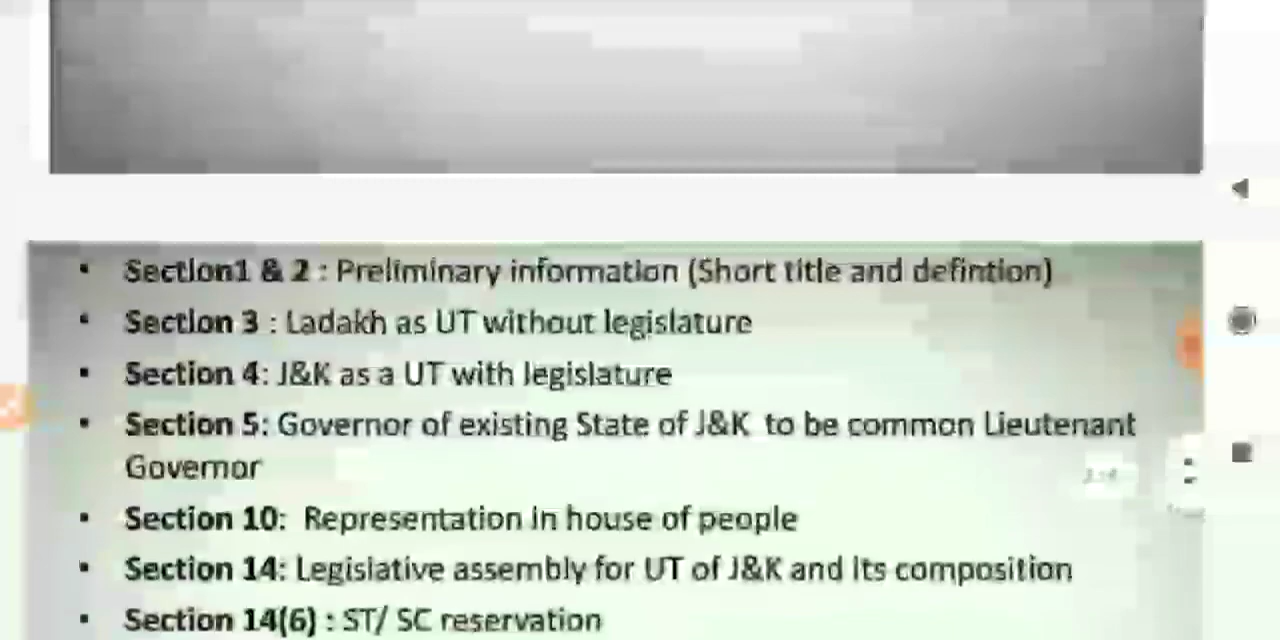 • Section1 & 2 : Preliminary information (Short title and defintion)
• Section 3 : Ladakh as UT without legislature
• Section 4: J&K as a UT with legislature
• Section 5: Governor of existing State of J&K to be common Lieutenant
Governor
• Section 10: Representation in house of people
• Section 14: Legislative assembly for UT of J&K and its composition
• Section 14(6) : ST/ SC reservation